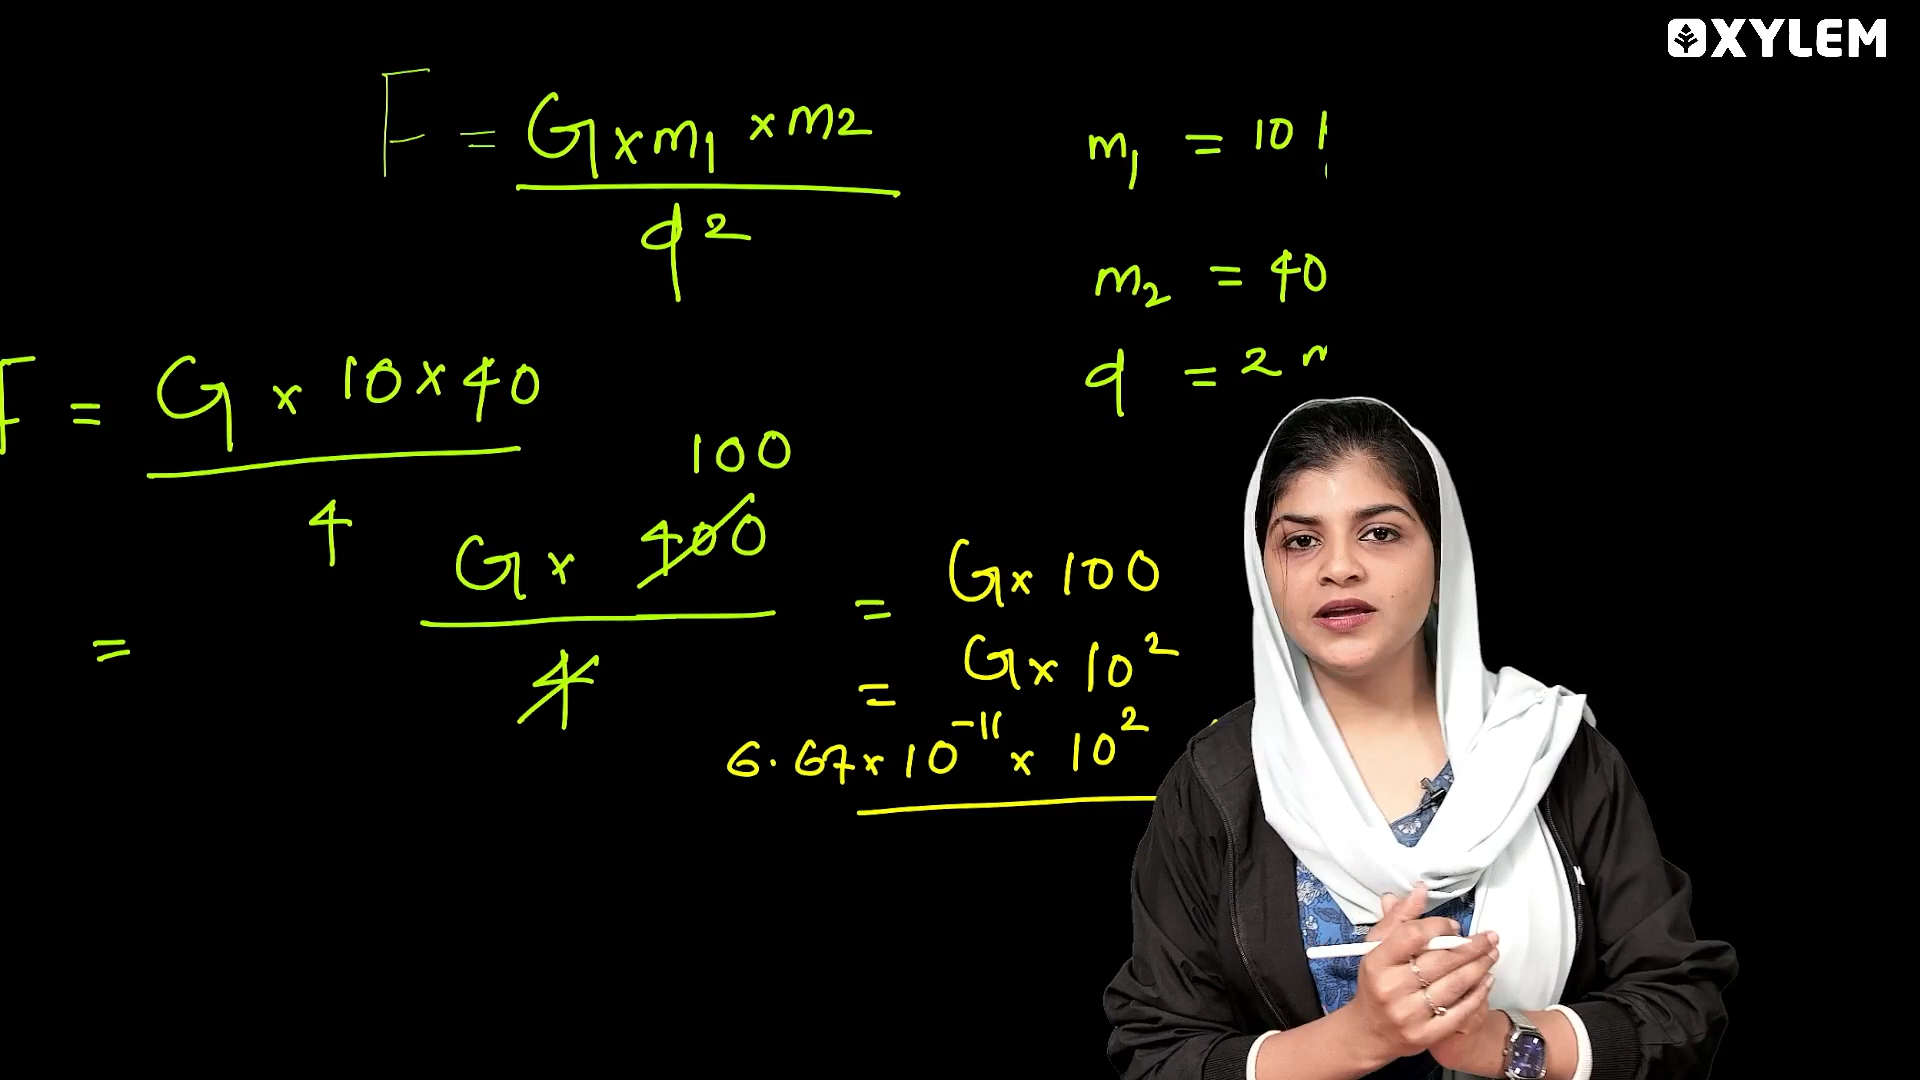 XYLEM
F = G x m1 x m2
q 2
m1 = 10
m2 = 40
q = 2
F = G x 10 x 40
4
100
= G x 400
4
= G x 100
= G x 10²
6.67 x 10⁻¹¹ x 10²